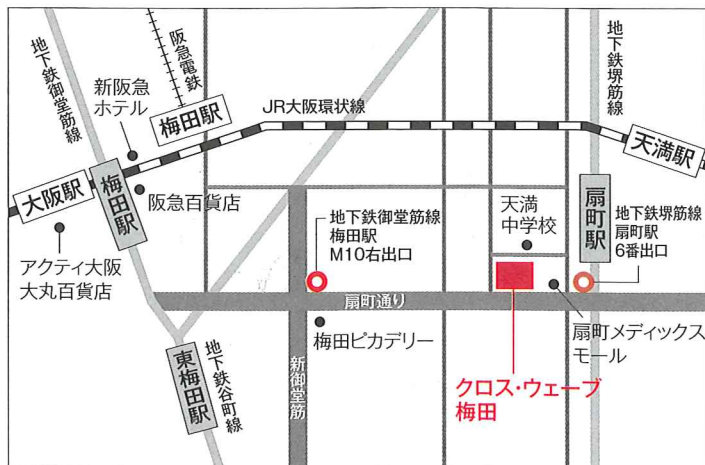 地下鉄御堂筋線
阪急電鉄
新阪急
ホテル
梅田駅
JR大阪環状線
地下鉄堺筋線
天満駅
大阪駅
梅田駅
阪急百貨店
アクティ大阪
大丸百貨店
地下鉄御堂筋線
梅田駅
M10右出口
天満
中学校
扇町駅
地下鉄堺筋線
扇町駅
6番出口
扇町通り
梅田ピカデリー
扇町メディックス
モール
クロス・ウェーブ
梅田
新御堂筋
東梅田駅
地下鉄谷町線